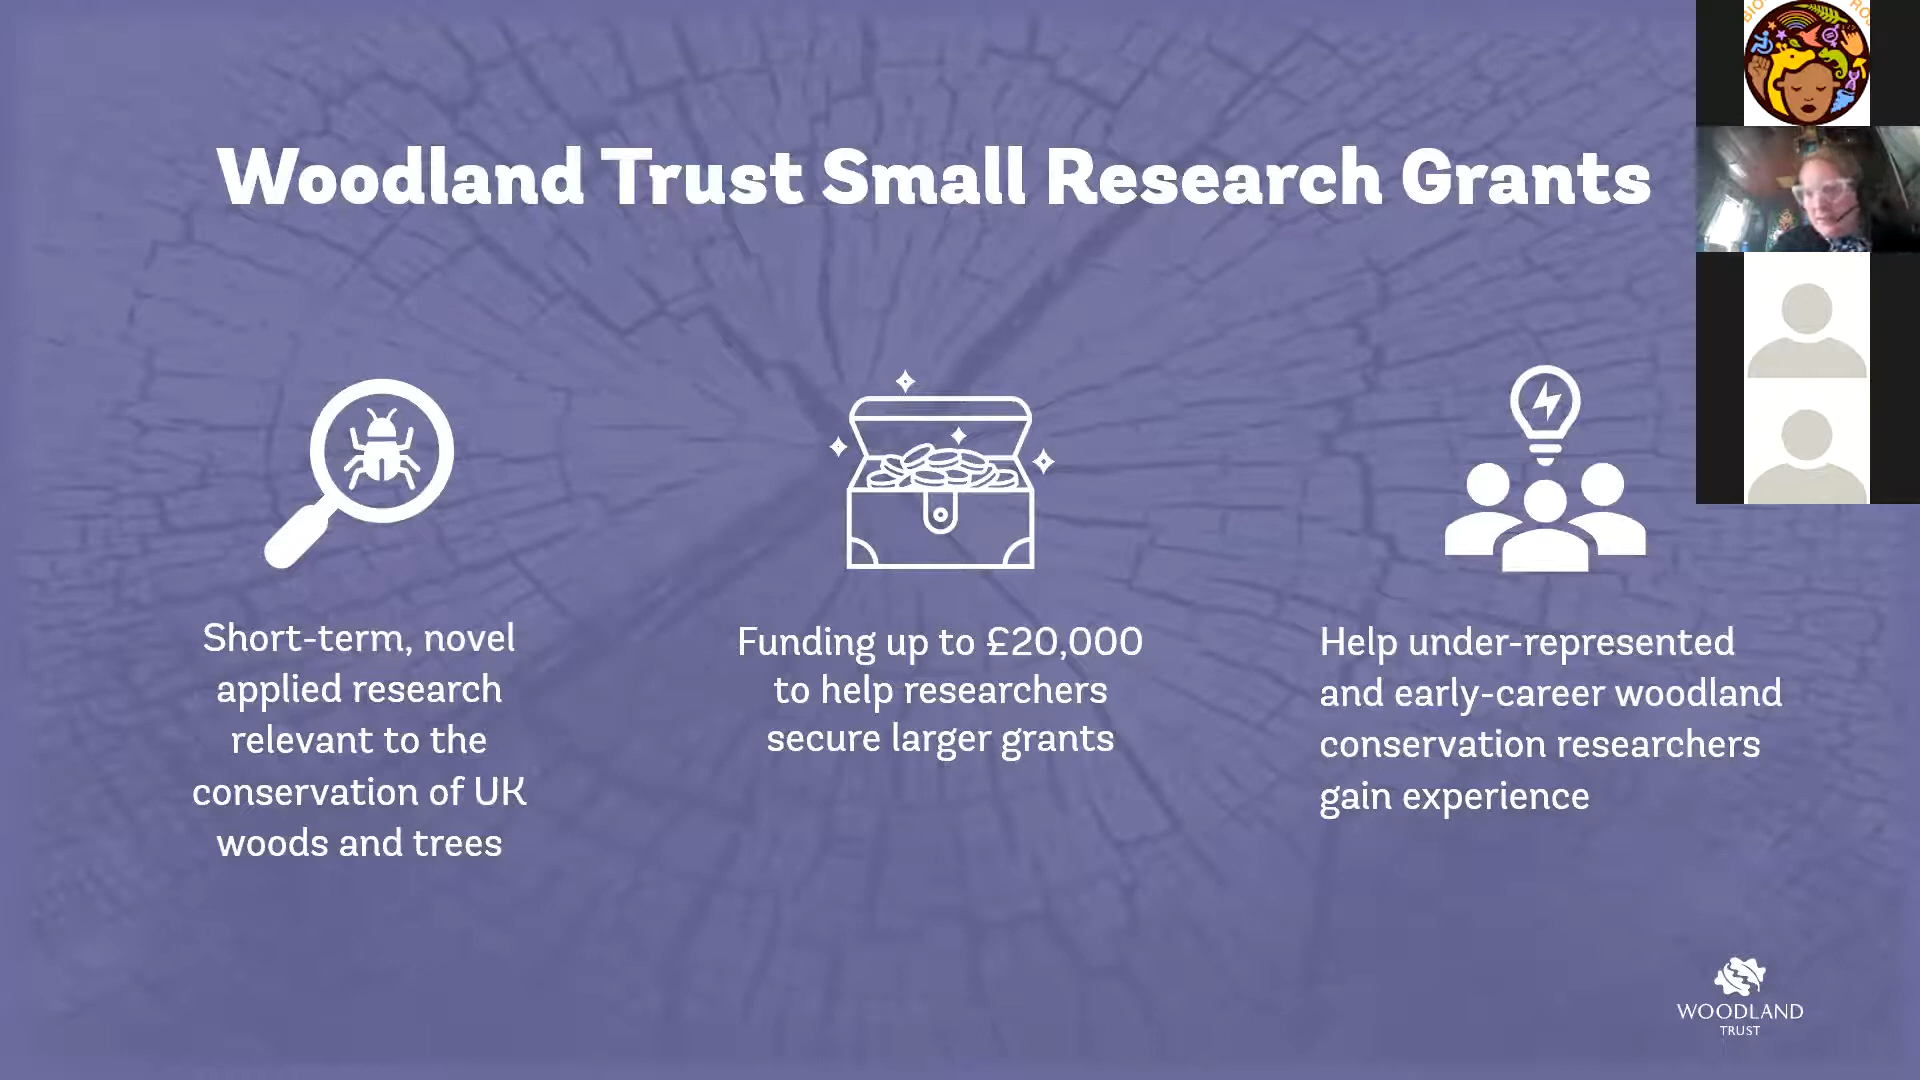 Woodland Trust Small Research Grants
Short-term, novel
applied research
relevant to the
conservation of UK
woods and trees
Funding up to £20,000
to help researchers
secure larger grants
Help under-represented
and early-career woodland
conservation researchers
gain experience
WOODLAND
TRUST